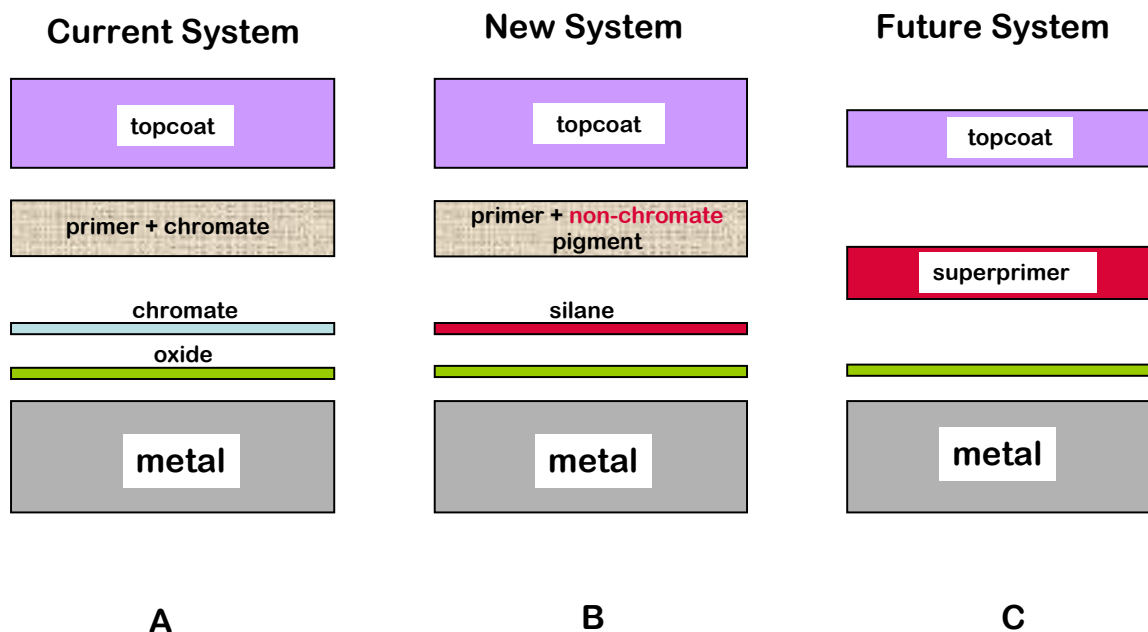 Current System
New System
Future System
topcoat
topcoat
topcoat
primer + chromate
primer + non-chromate
pigment
superprimer
chromate
silane
oxide
metal
metal
metal
A
B
C